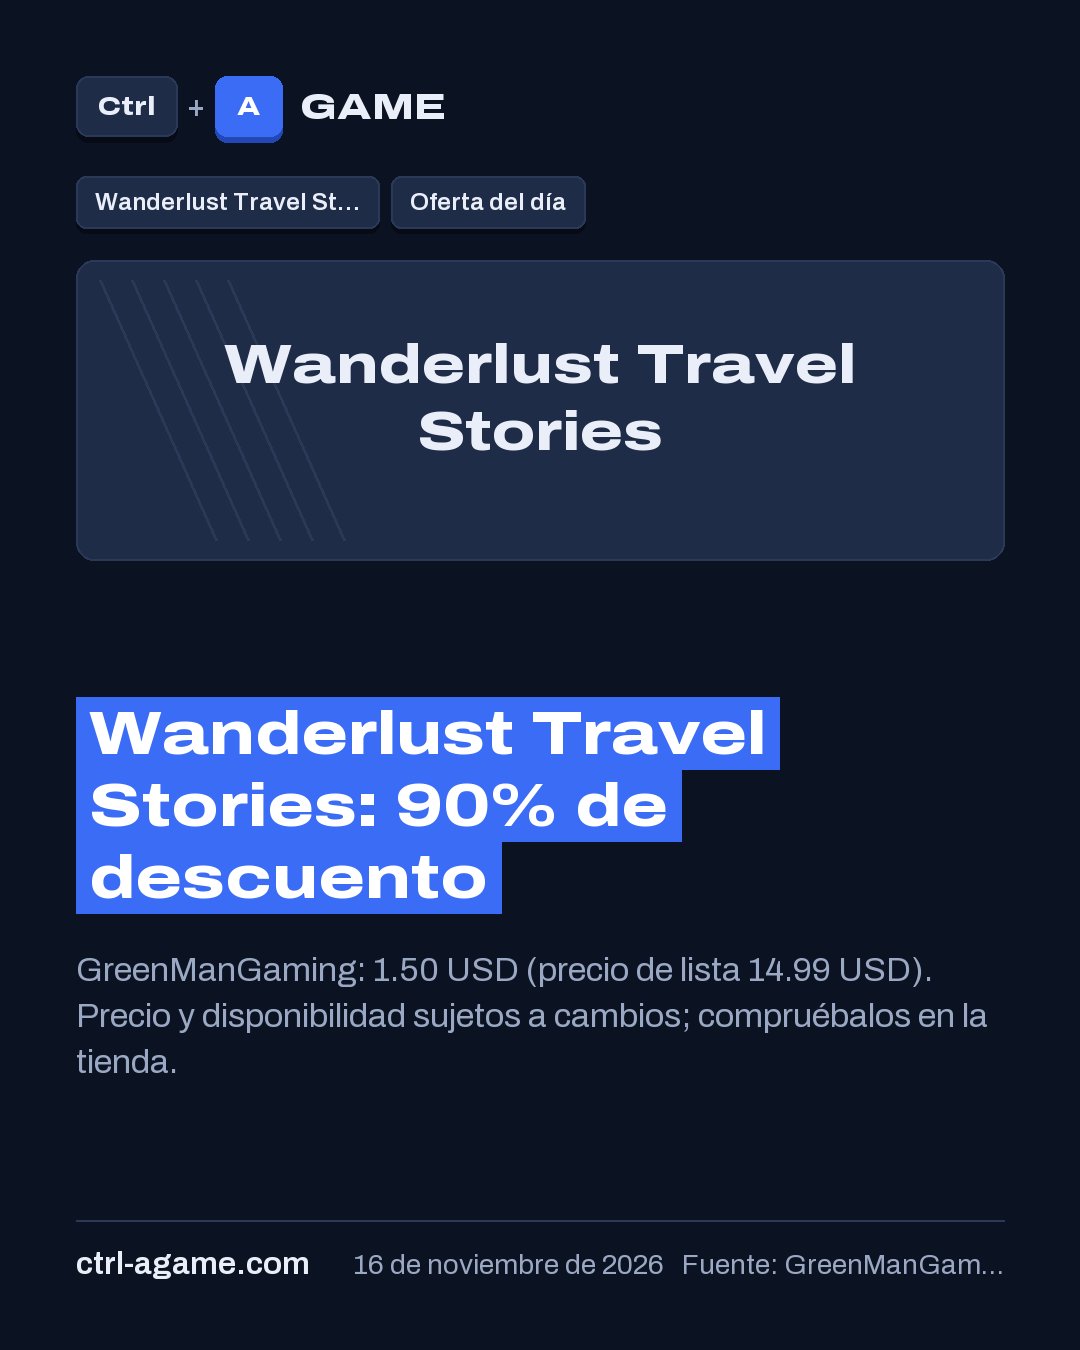 Ctrl + A GAME
Wanderlust Travel St... Oferta del día
Wanderlust Travel
Stories
Wanderlust Travel
Stories: 90% de
descuento
GreenManGaming: 1.50 USD (precio de lista 14.99 USD).
Precio y disponibilidad sujetos a cambios; compruébalos en la
tienda.
ctrl-agame.com 16 de noviembre de 2026 Fuente: GreenManGam...